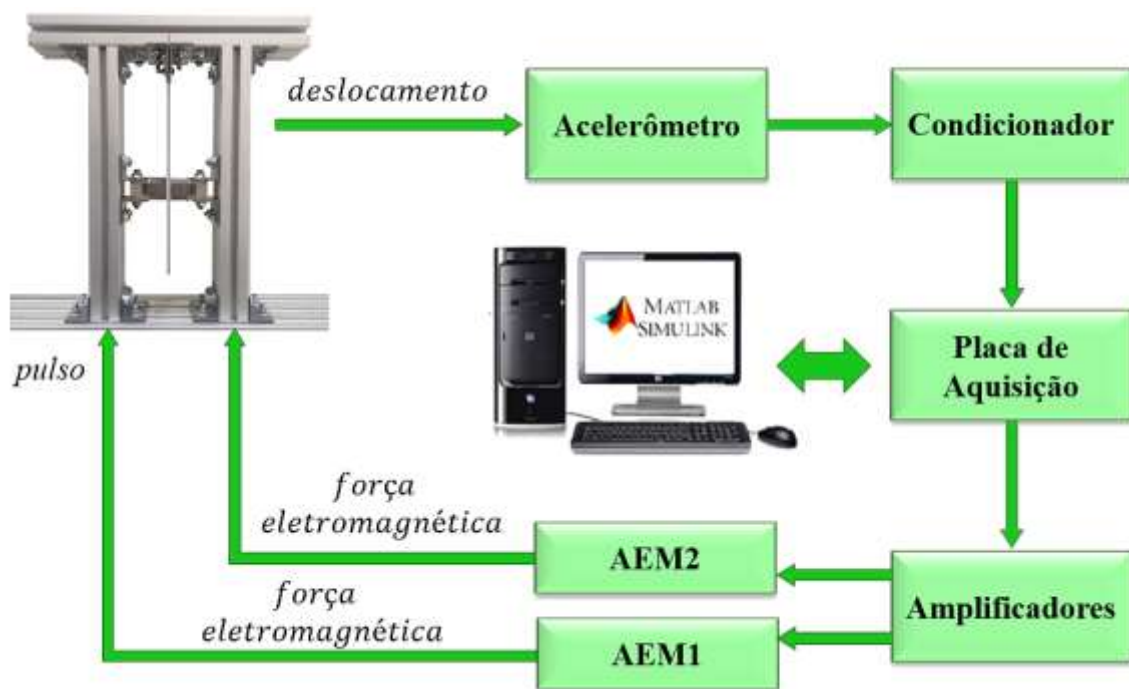 deslocamento
Acelerômetro
Condicionador
MATLAB
SIMULINK
Placa de
Aquisição
pulso
força
eletromagnética
AEM2
força
eletromagnética
AEM1
Amplificadores